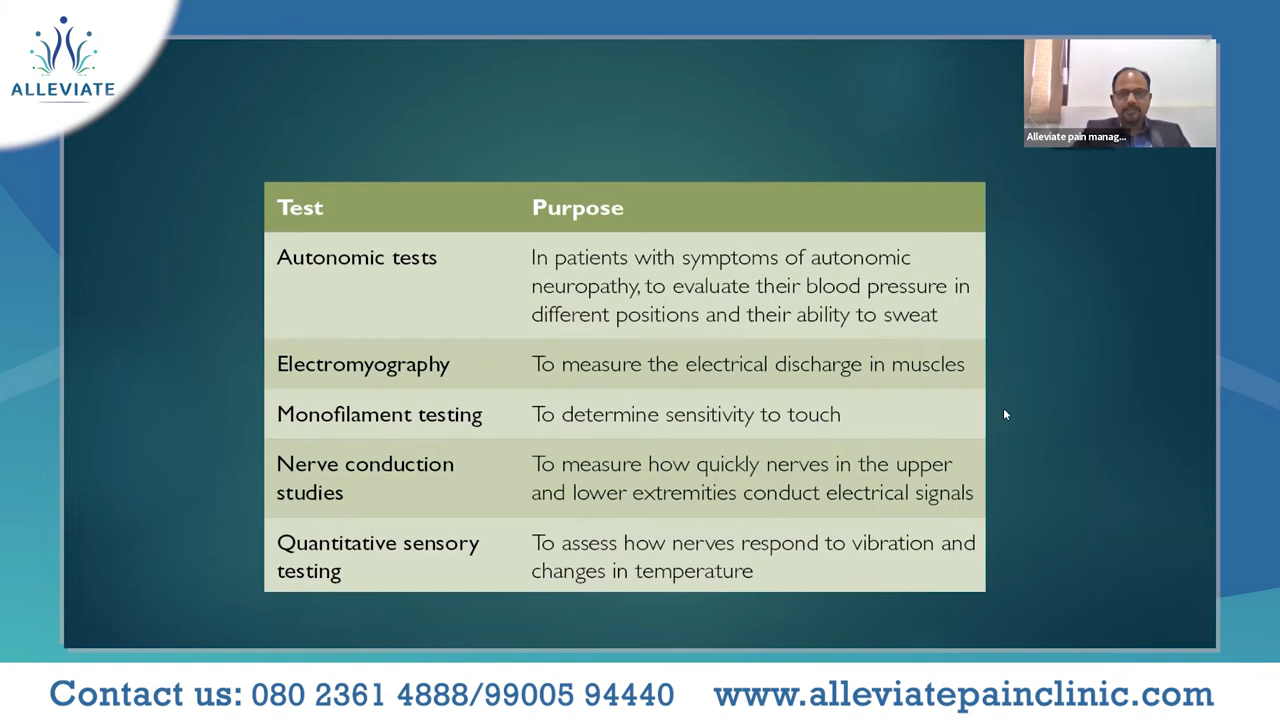 ALLEVIATE
Alleviate pain manag...
Test Purpose
Autonomic tests In patients with symptoms of autonomic
neuropathy, to evaluate their blood pressure in
different positions and their ability to sweat
Electromyography To measure the electrical discharge in muscles
Monofilament testing To determine sensitivity to touch
Nerve conduction To measure how quickly nerves in the upper
studies and lower extremities conduct electrical signals
Quantitative sensory To assess how nerves respond to vibration and
testing changes in temperature
Contact us: 080 2361 4888/99005 94440 www.alleviatepainclinic.com